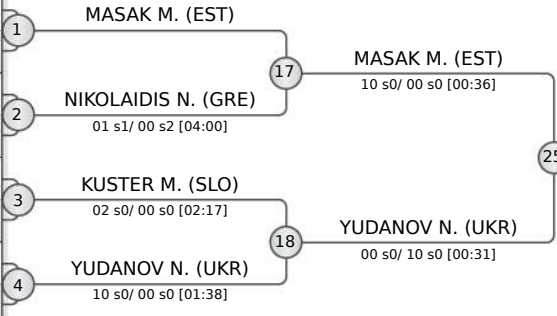 MASAK M. (EST)
1
17
MASAK M. (EST)
10 s0/ 00 s0 [00:36]
NIKOLAIDIS N. (GRE)
2
01 s1/ 00 s2 [04:00]
25
KUSTER M. (SLO)
3
02 s0/ 00 s0 [02:17]
18
YUDANOV N. (UKR)
00 s0/ 10 s0 [00:31]
YUDANOV N. (UKR)
4
10 s0/ 00 s0 [01:38]